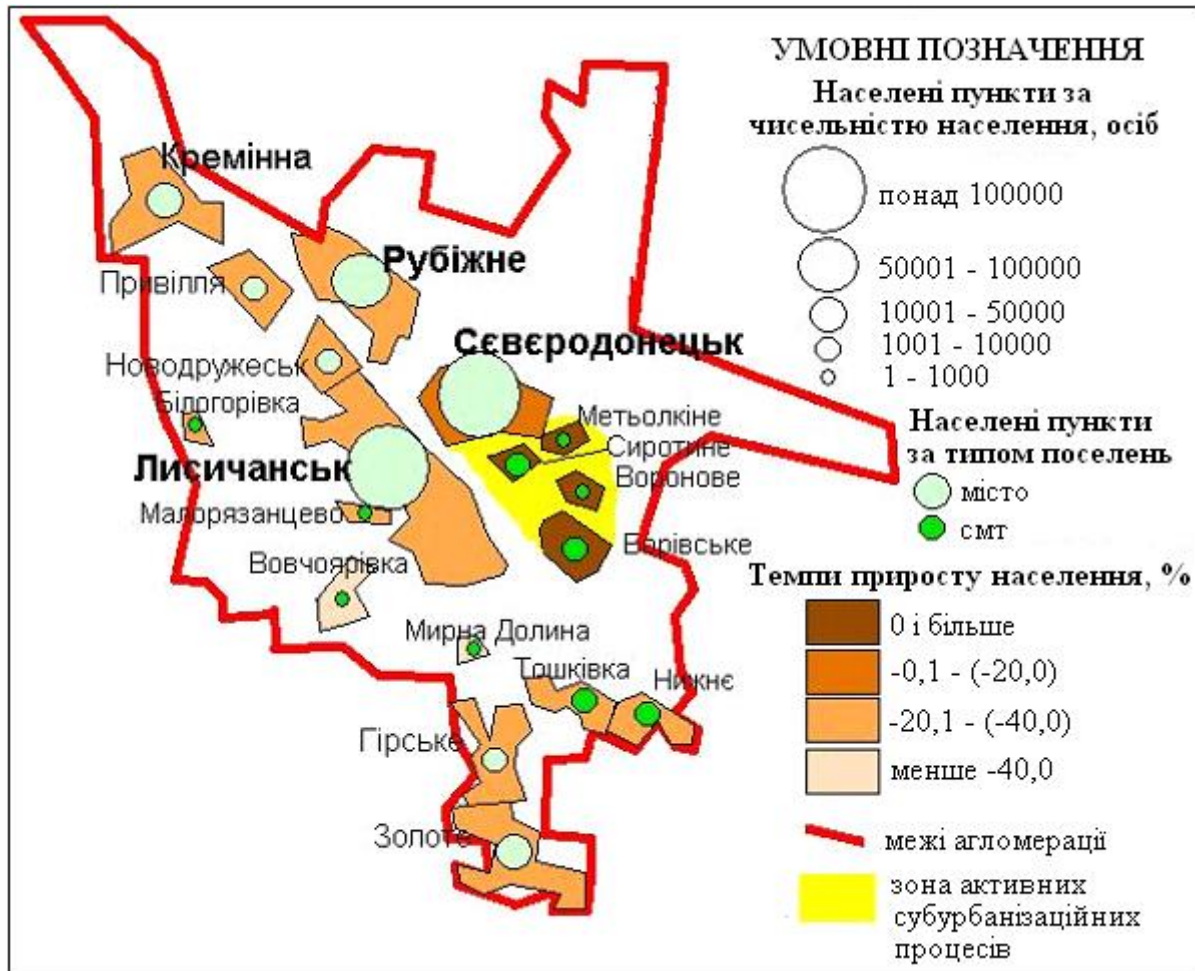 УМОВНІ ПОЗНАЧЕННЯ
Населені пункти за
чисельністю населення, осіб
понад 100000
50001 - 100000
10001 - 50000
1001 - 10000
1 - 1000
Населені пункти
за типом поселень
місто
смт
Темпи приросту населення, %
0 і більше
-0,1 - (-20,0)
-20,1 - (-40,0)
менше -40,0
межі агломерації
зона активних
субурбанізаційних
процесів
Кремінна
Рубіжне
Привілля
Сєвєродонецьк
Новодружеськ
Білогорівка
Метьолкіне
Сиротине
Лисичанськ
Воронове
Малорязанцево
Борівське
Вовчоярівка
Мирна Долина
Тошківка
Нижнє
Гірське
Золоте